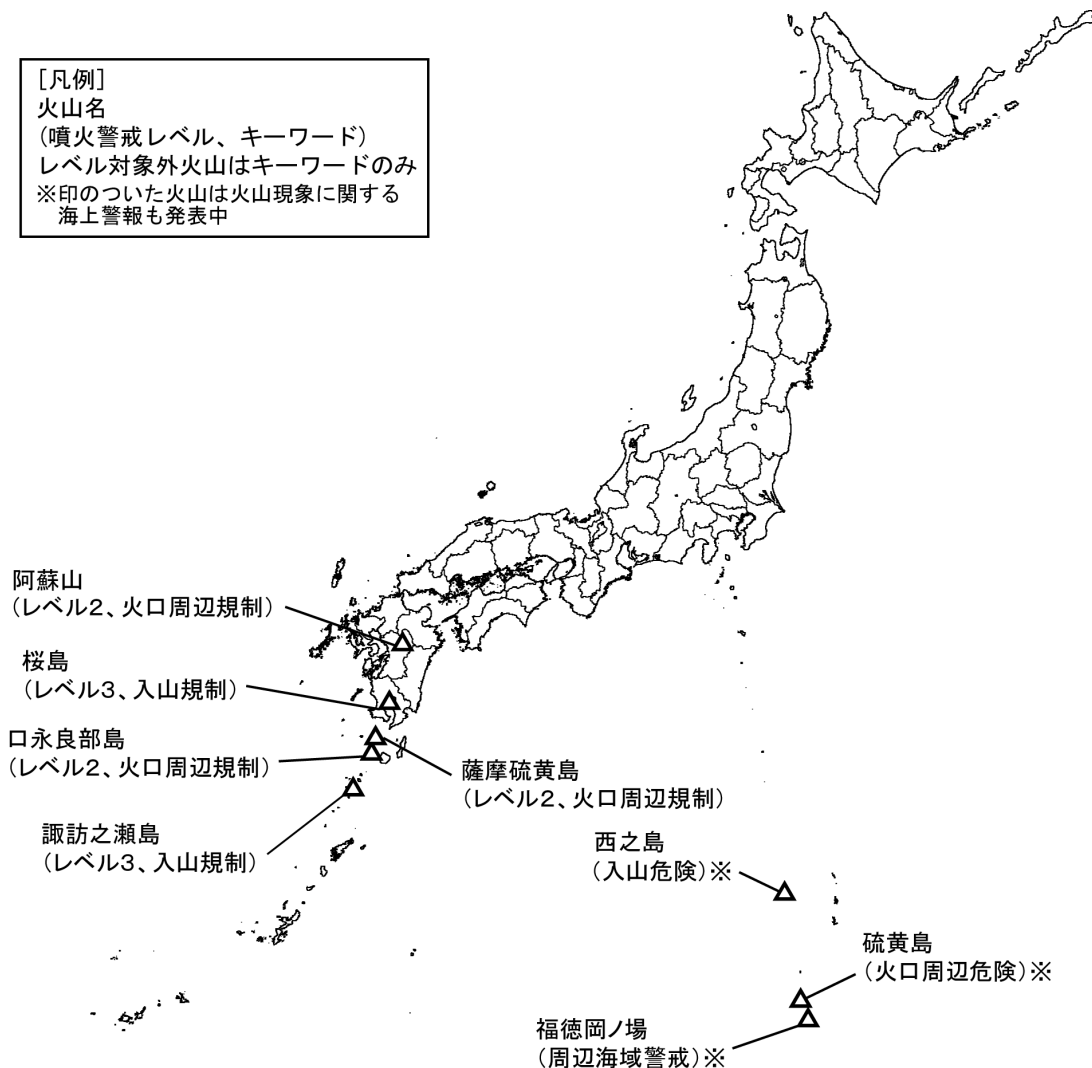 [凡例]
火山名
(噴火警戒レベル、キーワード)
レベル対象外火山はキーワードのみ
※印のついた火山は火山現象に関する
海上警報も発表中
阿蘇山
(レベル2、火口周辺規制)
桜島
(レベル3、入山規制)
口永良部島
(レベル2、火口周辺規制)
薩摩硫黄島
(レベル2、火口周辺規制)
諏訪之瀬島
(レベル3、入山規制)
西之島
(入山危険)※
硫黄島
(火口周辺危険)※
福徳岡ノ場
(周辺海域警戒)※